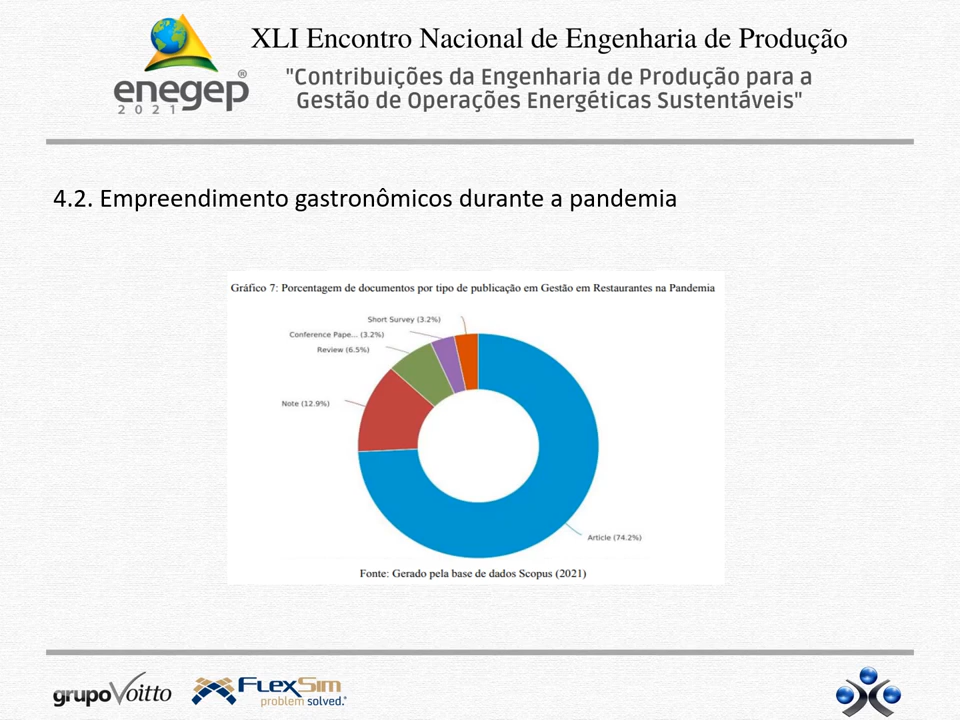 XLI Encontro Nacional de Engenharia de Produção
"Contribuições da Engenharia de Produção para a
Gestão de Operações Energéticas Sustentáveis"
enegep®
2021
4.2. Empreendimento gastronômicos durante a pandemia
Gráfico 7: Porcentagem de documentos por tipo de publicação em Gestão em Restaurantes na Pandemia
Short Survey (3.2%)
Conference Pape... (3.2%)
Review (6.5%)
Note (12.9%)
Article (74.2%)
Fonte: Gerado pela base de dados Scopus (2021)
grupoVoitto
FlexSim
problem solved.®